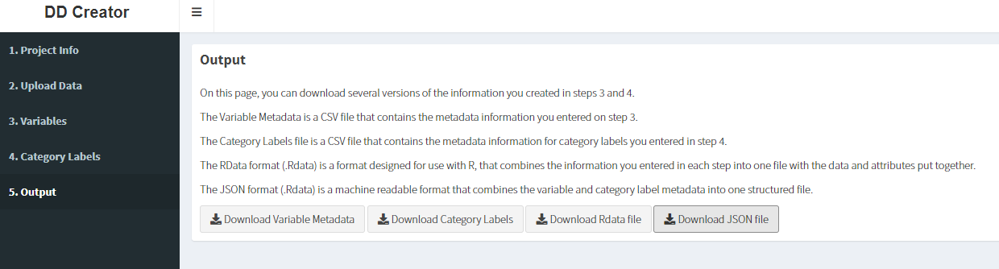 DD Creator
1. Project Info
2. Upload Data
3. Variables
4. Category Labels
5. Output
Output
On this page, you can download several versions of the information you created in steps 3 and 4.
The Variable Metadata is a CSV file that contains the metadata information you entered on step 3.
The Category Labels file is a CSV file that contains the metadata information for category labels you entered in step 4.
The RData format (.Rdata) is a format designed for use with R, that combines the information you entered in each step into one file with the data and attributes put together.
The JSON format (.Rdata) is a machine readable format that combines the variable and category label metadata into one structured file.
Download Variable Metadata Download Category Labels Download Rdata file Download JSON file